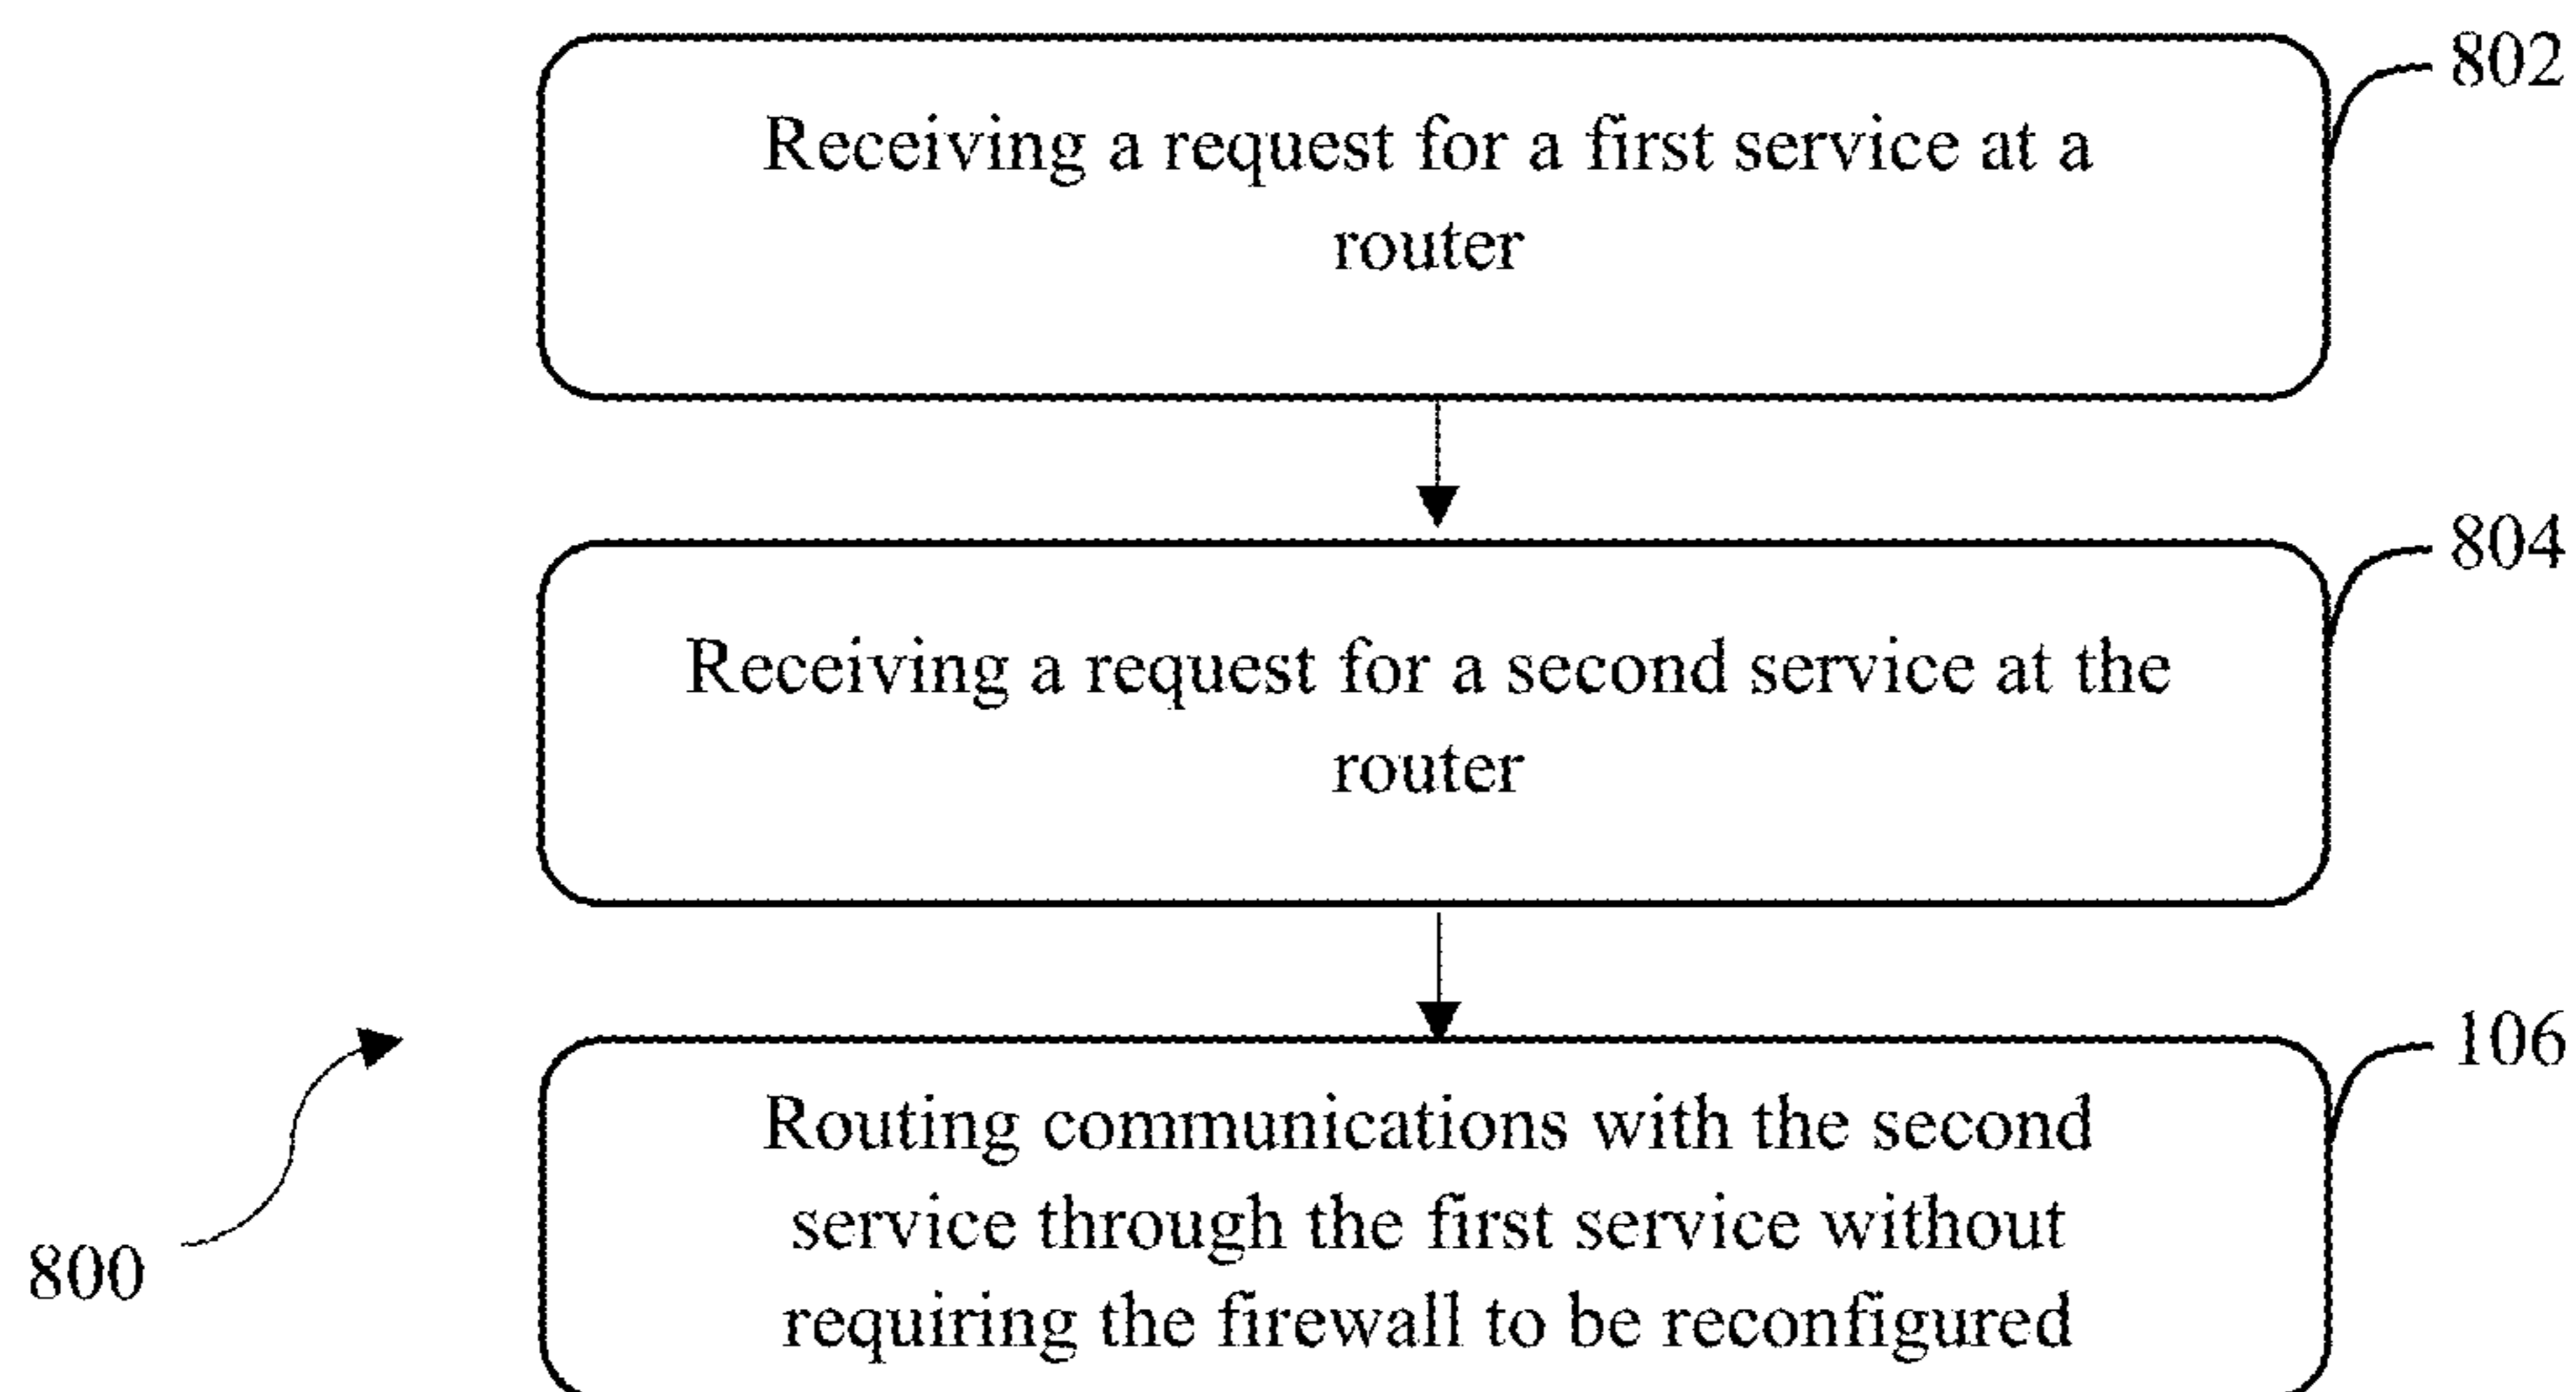 802
Receiving a request for a first service at a
router
804
Receiving a request for a second service at the
router
106
Routing communications with the second
service through the first service without
requiring the firewall to be reconfigured
800